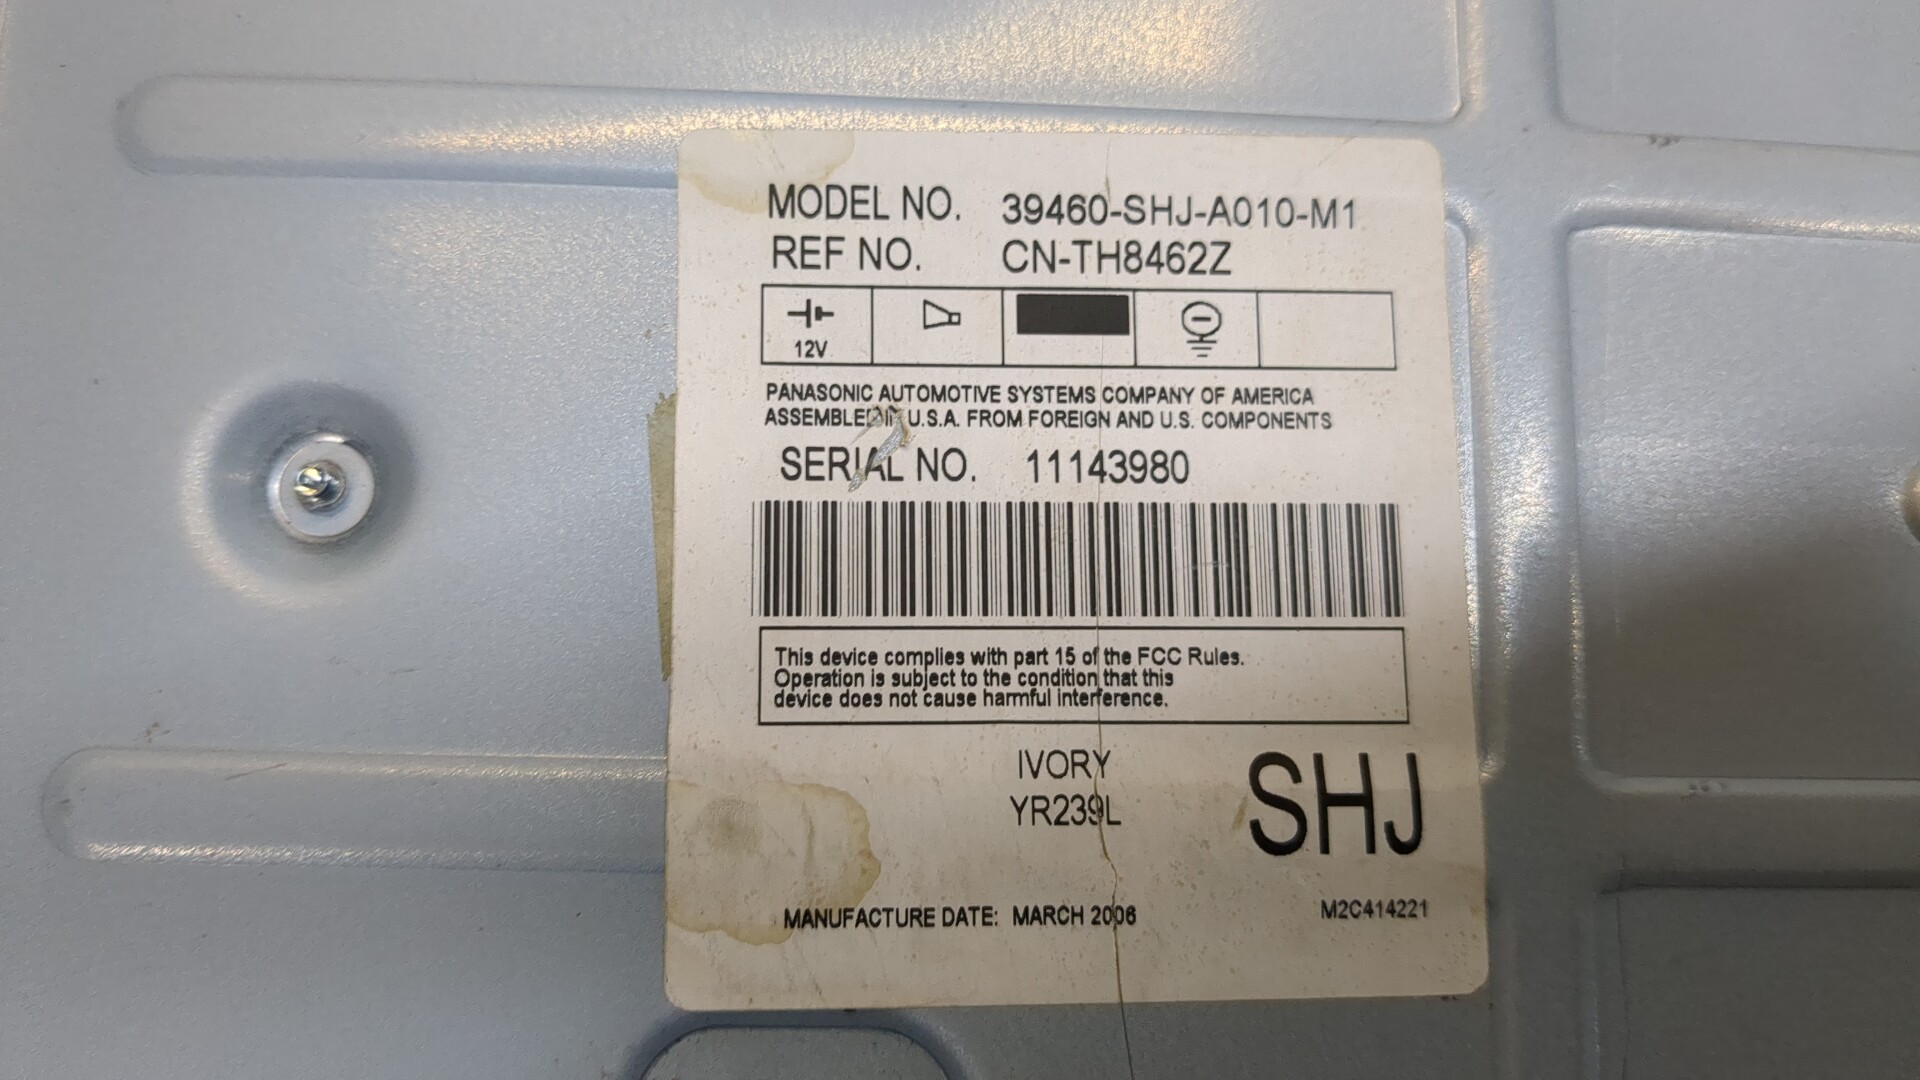 MODEL NO. 39460-SHJ-A010-M1
REF NO. CN-TH8462Z
12V
PANASONIC AUTOMOTIVE SYSTEMS COMPANY OF AMERICA
ASSEMBLED IN U.S.A. FROM FOREIGN AND U.S. COMPONENTS
SERIAL NO. 11143980
This device complies with part 15 of the FCC Rules.
Operation is subject to the condition that this
device does not cause harmful interference.
IVORY
YR239L
SHJ
MANUFACTURE DATE: MARCH 2006
M2C414221